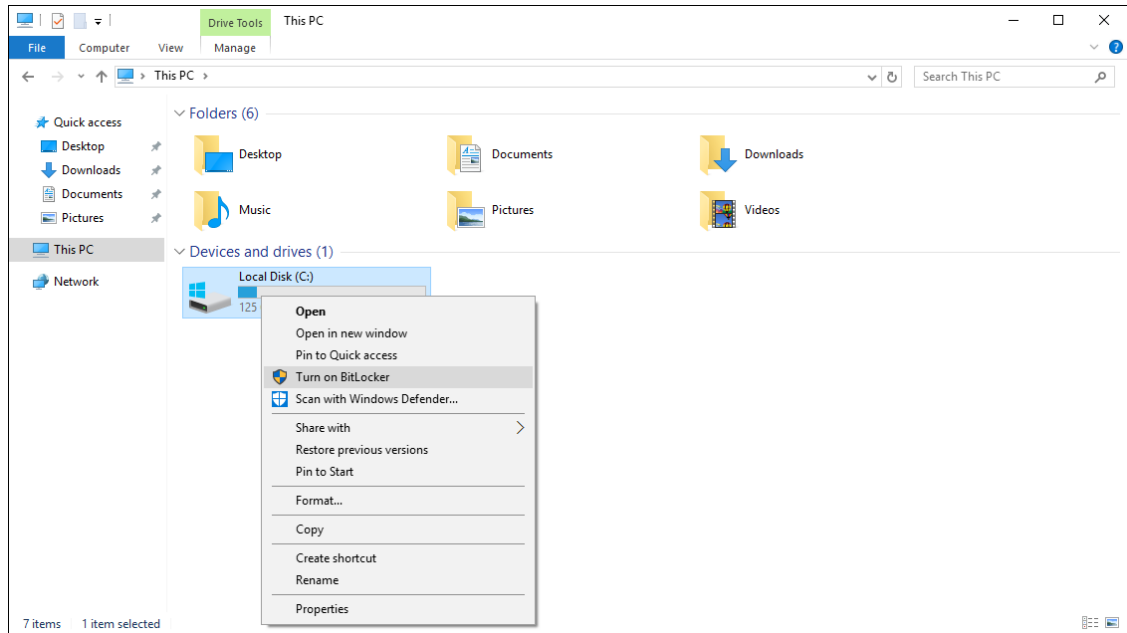 Drive Tools This PC
File Computer View Manage
This PC
Search This PC
Quick access
Desktop
Downloads
Documents
Pictures
This PC
Network
Folders (6)
Desktop Documents Downloads
Music Pictures Videos
Devices and drives (1)
Local Disk (C:)
125
Open
Open in new window
Pin to Quick access
Turn on BitLocker
Scan with Windows Defender...
Share with
Restore previous versions
Pin to Start
Format...
Copy
Create shortcut
Rename
Properties
7 items 1 item selected